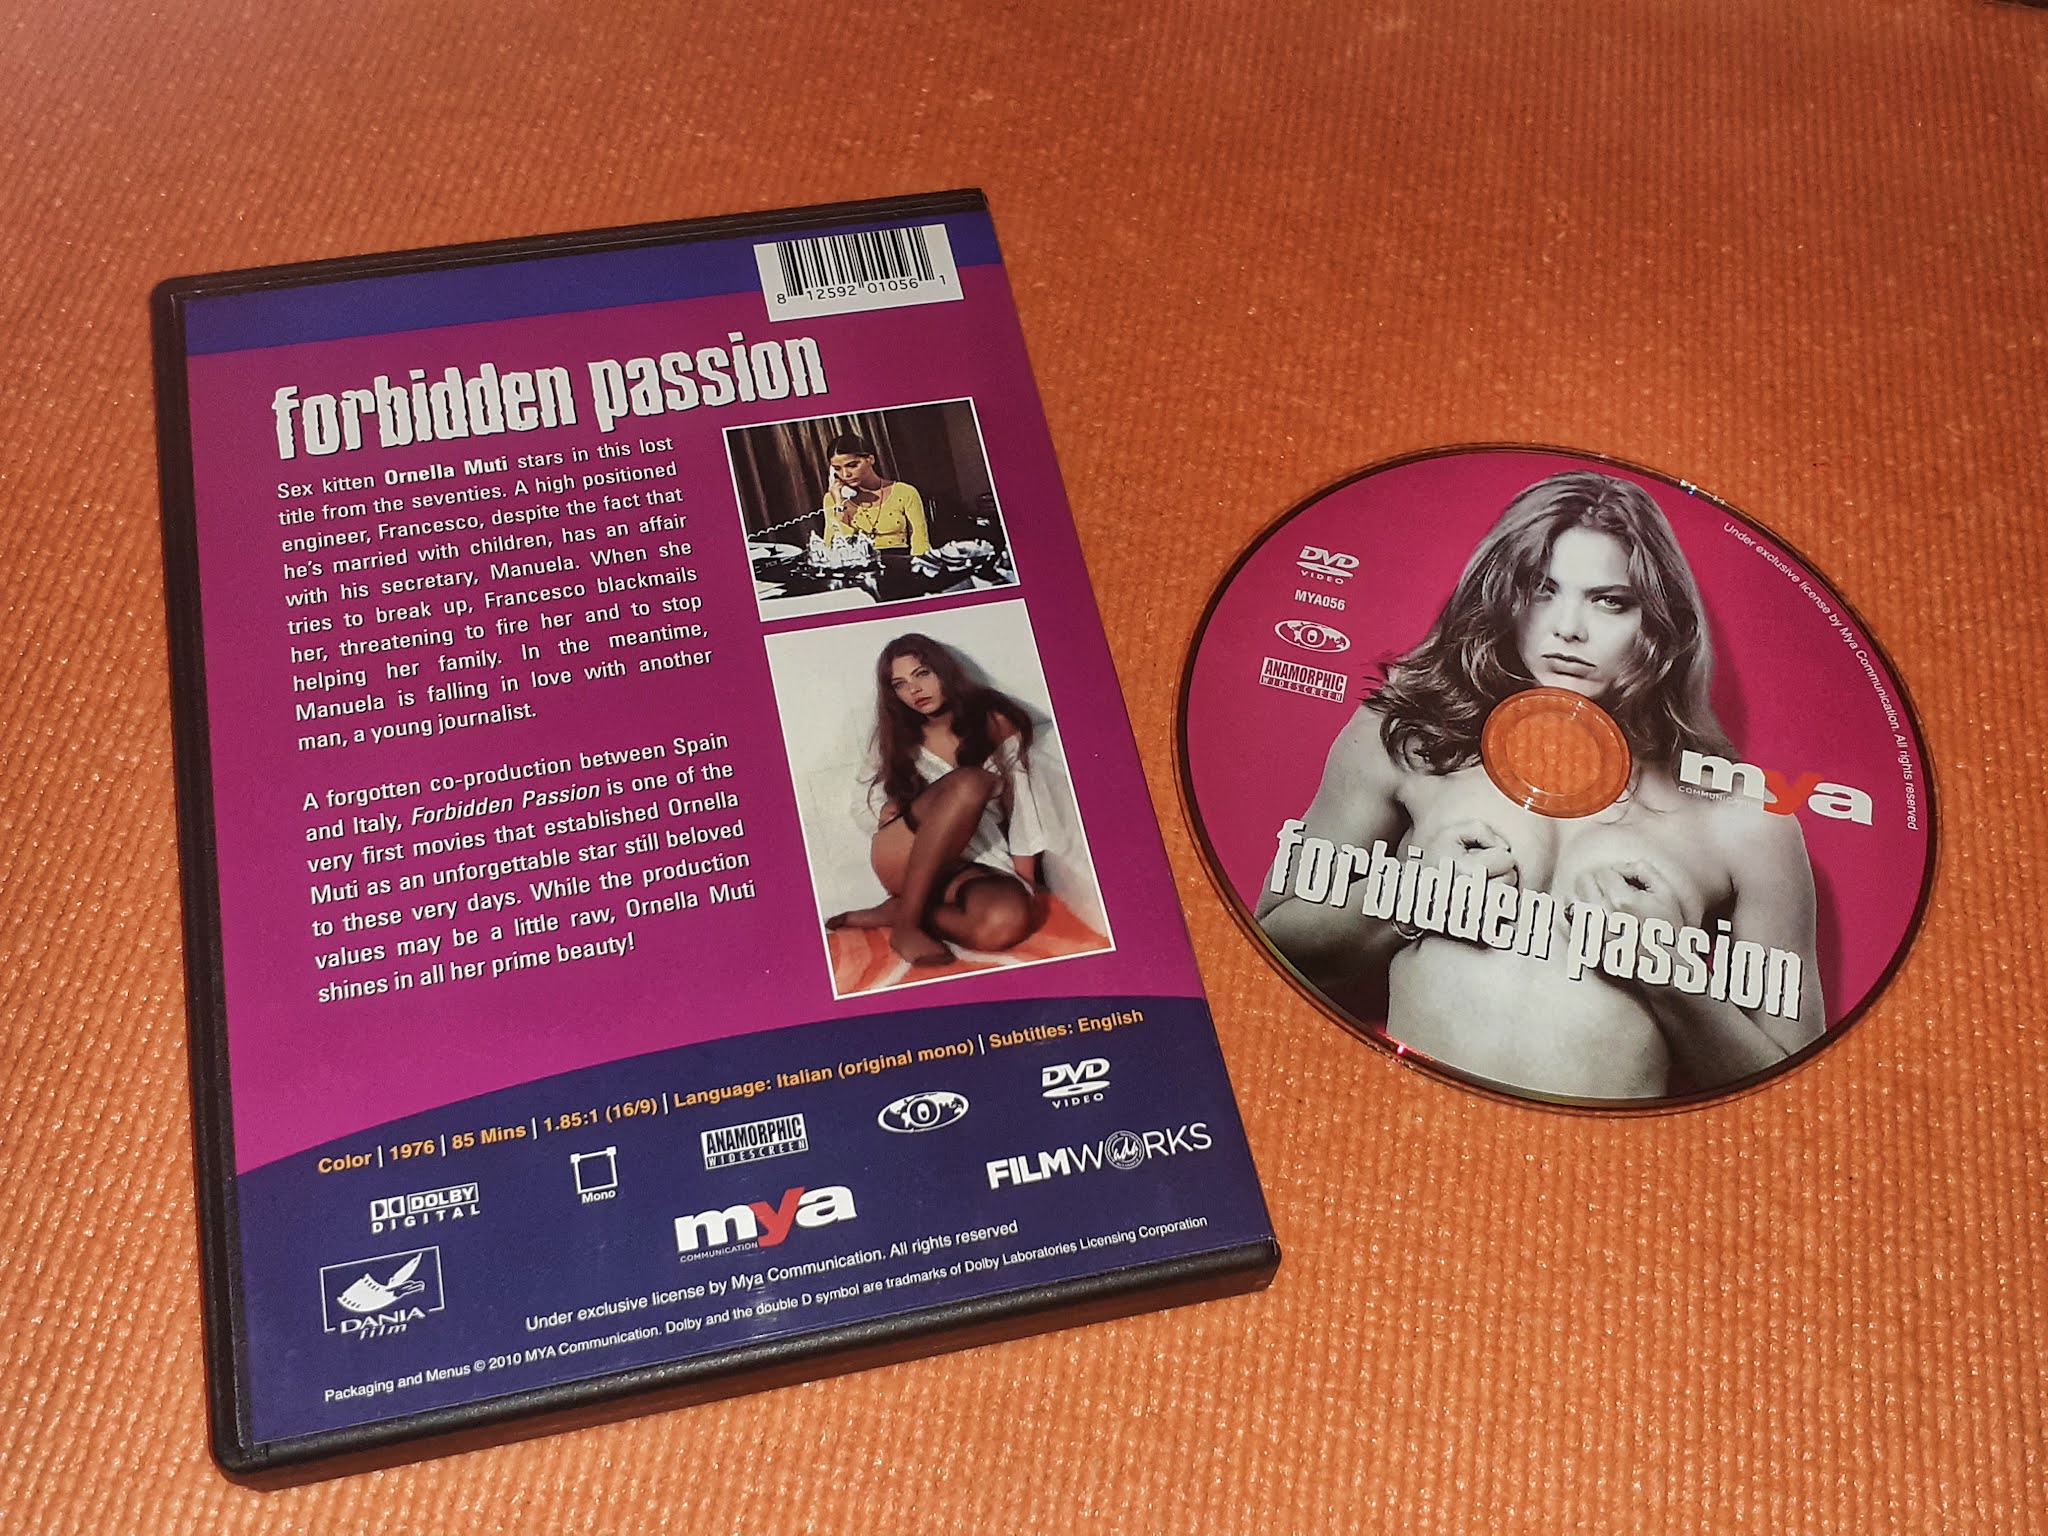 8 12592 01056 1
forbidden passion
Sex kitten Ornella Muti stars in this lost
title from the seventies. A high positioned
engineer, Francesco, despite the fact that
he's married with children, has an affair
with his secretary, Manuela. When she
tries to break up, Francesco blackmails
her, threatening to fire her and to stop
helping her family. In the meantime,
Manuela is falling in love with another
man, a young journalist.
A forgotten co-production between Spain
and Italy, Forbidden Passion is one of the
very first movies that established Ornella
Muti as an unforgettable star still beloved
to these very days. While the production
values may be a little raw, Ornella Muti
shines in all her prime beauty!
Color | 1976 | 85 Mins | 1.85:1 (16/9) | Language: Italian (original mono) | Subtitles: English
DOLBY
DIGITAL
Mono
ANAMORPHIC
WIDESCREEN
0
DVD
VIDEO
mya
COMMUNICATION
FILMWORKS
DANIA
film
Under exclusive license by Mya Communication. All rights reserved
Packaging and Menus © 2010 MYA Communication. Dolby and the double D symbol are tradmarks of Dolby Laboratories Licensing Corporation
DVD
VIDEO
MYA056
0
ANAMORPHIC
WIDESCREEN
Under exclusive license by Mya Communication. All rights reserved
mya
COMMUNICATION
forbidden passion